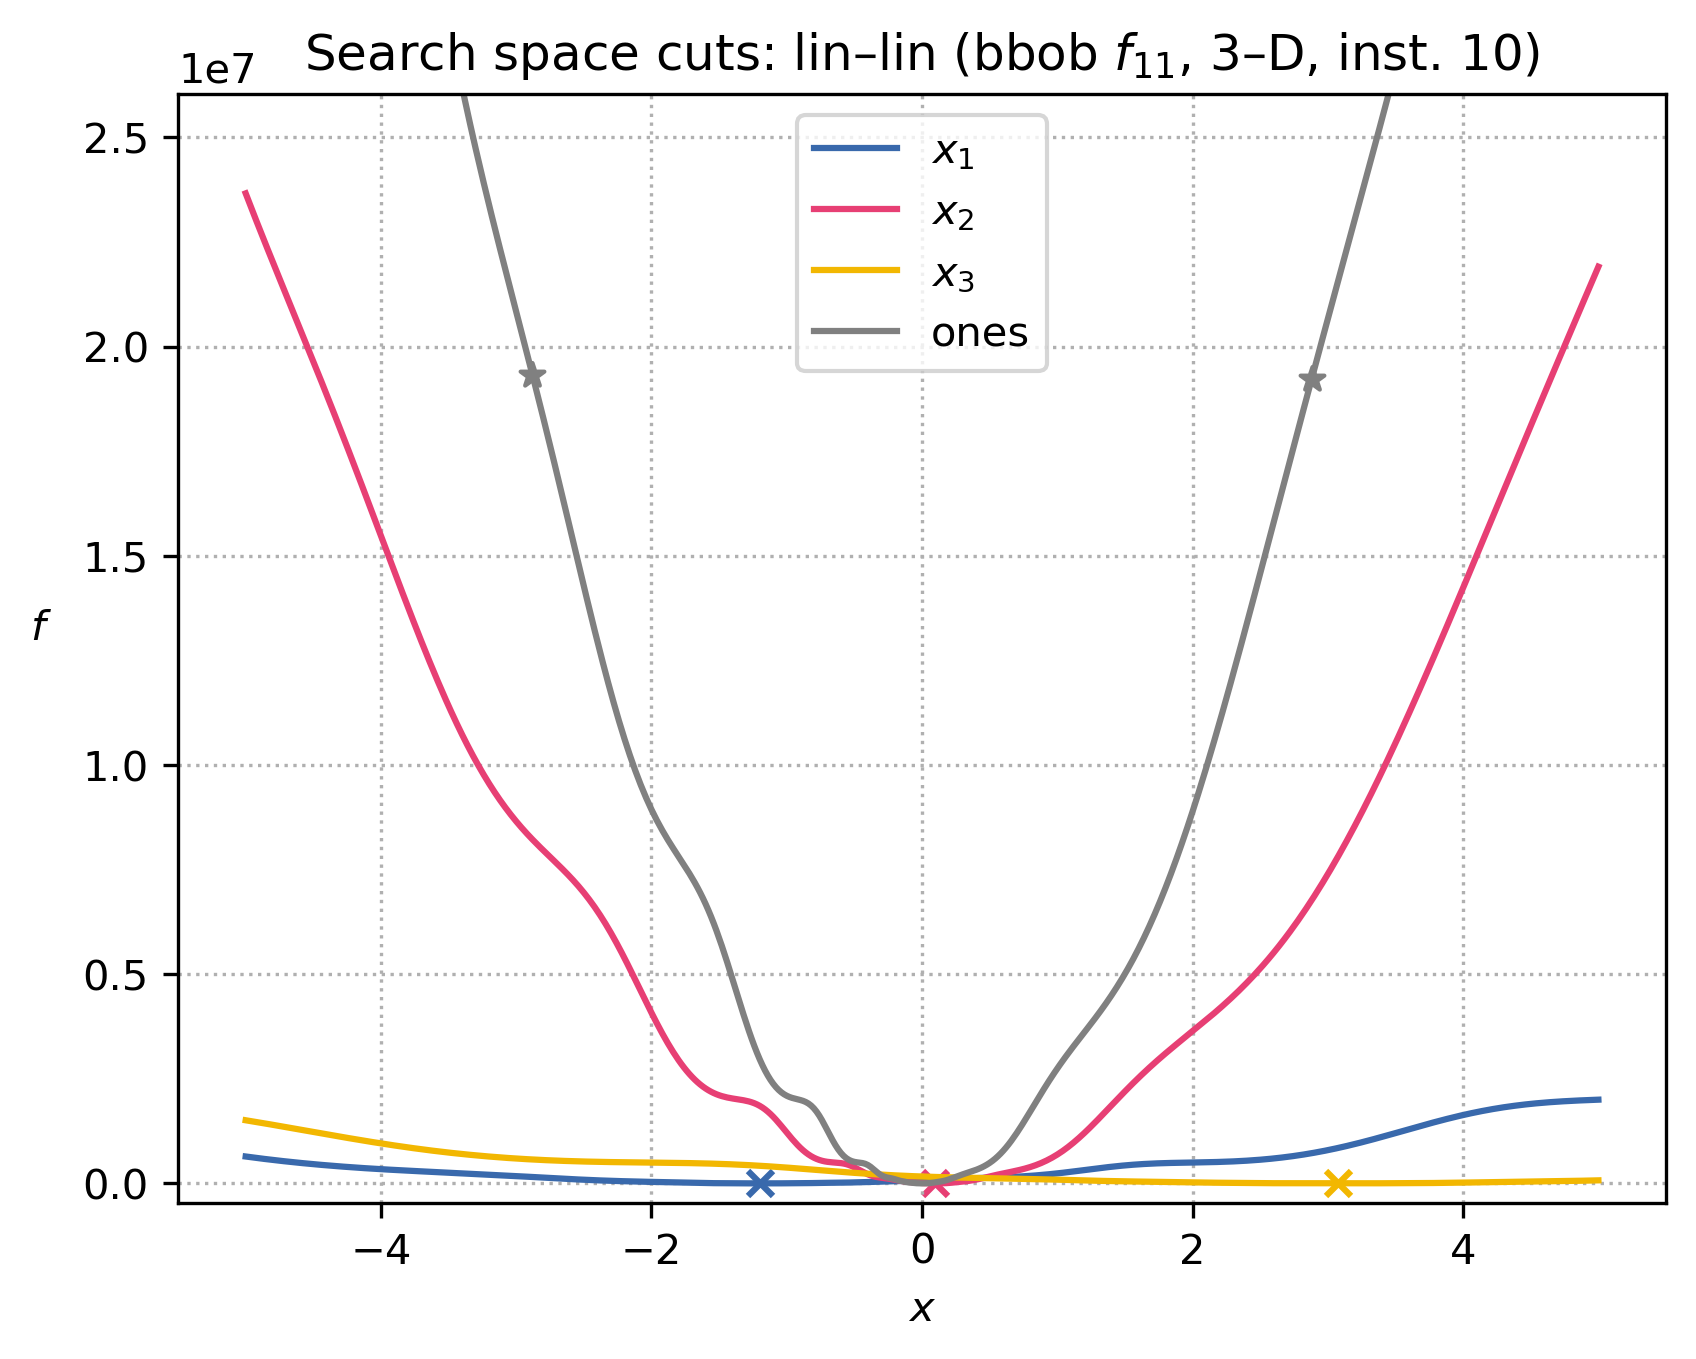 Search space cuts: lin–lin (bbob f₁₁, 3–D, inst. 10)
1e7
x₁
x₂
x₃
ones
2.5
2.0
1.5
1.0
0.5
0.0
f
−4
−2
0
2
4
x